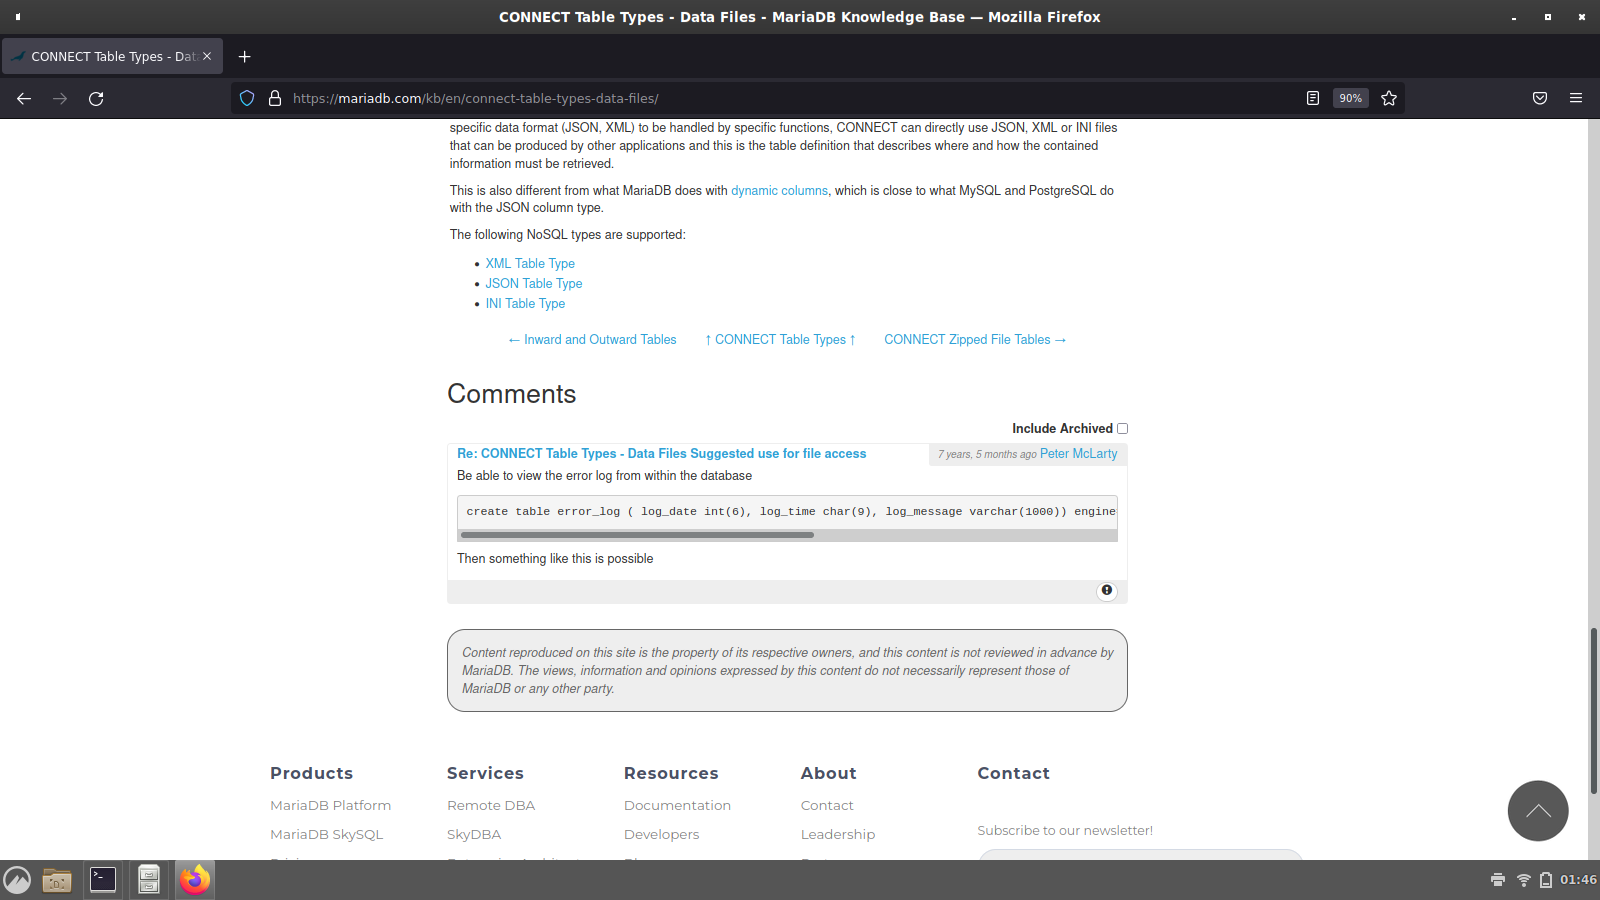 CONNECT Table Types - Data Files - MariaDB Knowledge Base — Mozilla Firefox
CONNECT Table Types - Dat
https://mariadb.com/kb/en/connect-table-types-data-files/
90%
specific data format (JSON, XML) to be handled by specific functions, CONNECT can directly use JSON, XML or INI files
that can be produced by other applications and this is the table definition that describes where and how the contained
information must be retrieved.
This is also different from what MariaDB does with dynamic columns, which is close to what MySQL and PostgreSQL do
with the JSON column type.
The following NoSQL types are supported:
• XML Table Type
• JSON Table Type
• INI Table Type
← Inward and Outward Tables ↑ CONNECT Table Types ↑ CONNECT Zipped File Tables →
Comments
Include Archived
Re: CONNECT Table Types - Data Files Suggested use for file access
7 years, 5 months ago Peter McLarty
Be able to view the error log from within the database
create table error_log ( log_date int(6), log_time char(9), log_message varchar(1000)) engine
Then something like this is possible
Content reproduced on this site is the property of its respective owners, and this content is not reviewed in advance by
MariaDB. The views, information and opinions expressed by this content do not necessarily represent those of
MariaDB or any other party.
Products Services Resources About Contact
MariaDB Platform Remote DBA Documentation Contact
Subscribe to our newsletter!
MariaDB SkySQL SkyDBA Developers Leadership
01:46